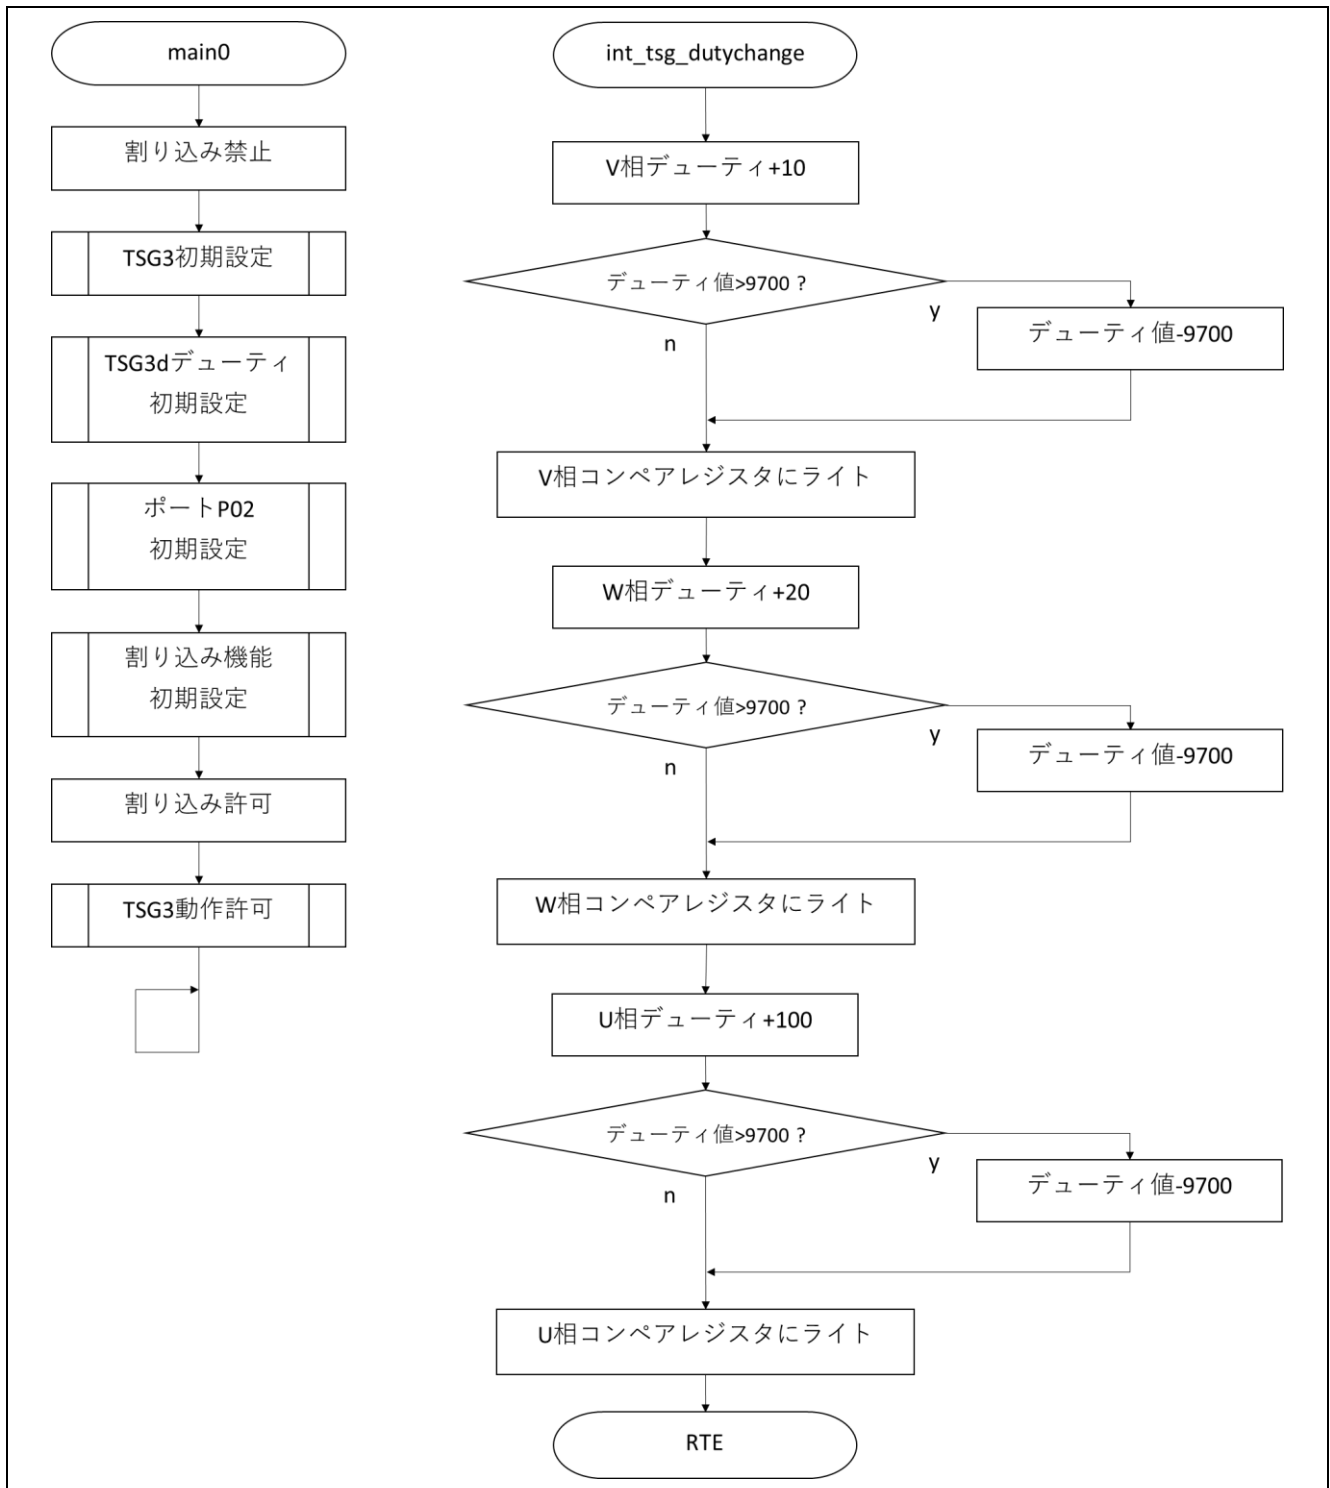 main0
割り込み禁止
TSG3初期設定
TSG3dデューティ
初期設定
ポートP02
初期設定
割り込み機能
初期設定
割り込み許可
TSG3動作許可
int_tsg_dutychange
V相デューティ+10
デューティ値>9700 ?
y
n
デューティ値-9700
V相コンペアレジスタにライト
W相デューティ+20
デューティ値>9700 ?
y
n
デューティ値-9700
W相コンペアレジスタにライト
U相デューティ+100
デューティ値>9700 ?
y
n
デューティ値-9700
U相コンペアレジスタにライト
RTE